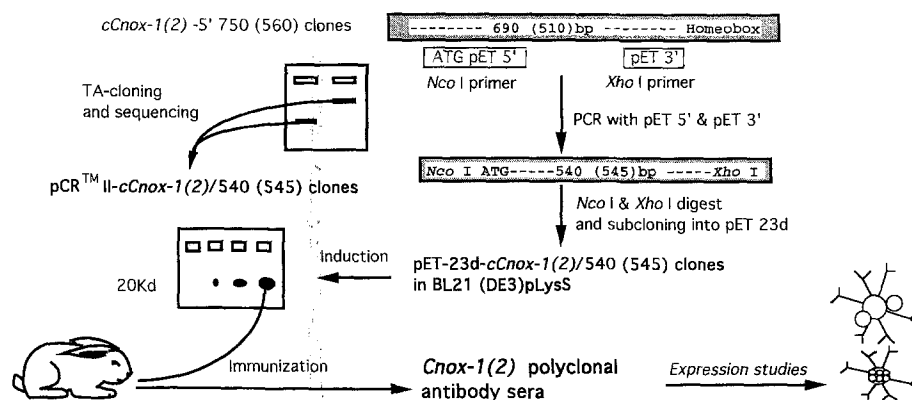 cCnox-1(2) -5' 750 (560) clones
--------- 690 (510)bp -------- Homeobox
ATG pET 5'
pET 3'
Nco I primer
Xho I primer
TA-cloning
and sequencing
PCR with pET 5' & pET 3'
pCR™ II-cCnox-1(2)/540 (545) clones
Nco I ATG-----540 (545)bp -----Xho I
Nco I & Xho I digest
and subcloning into pET 23d
20Kd
Induction
pET-23d-cCnox-1(2)/540 (545) clones
in BL21 (DE3)pLysS
Immunization
Cnox-1(2) polyclonal
antibody sera
Expression studies